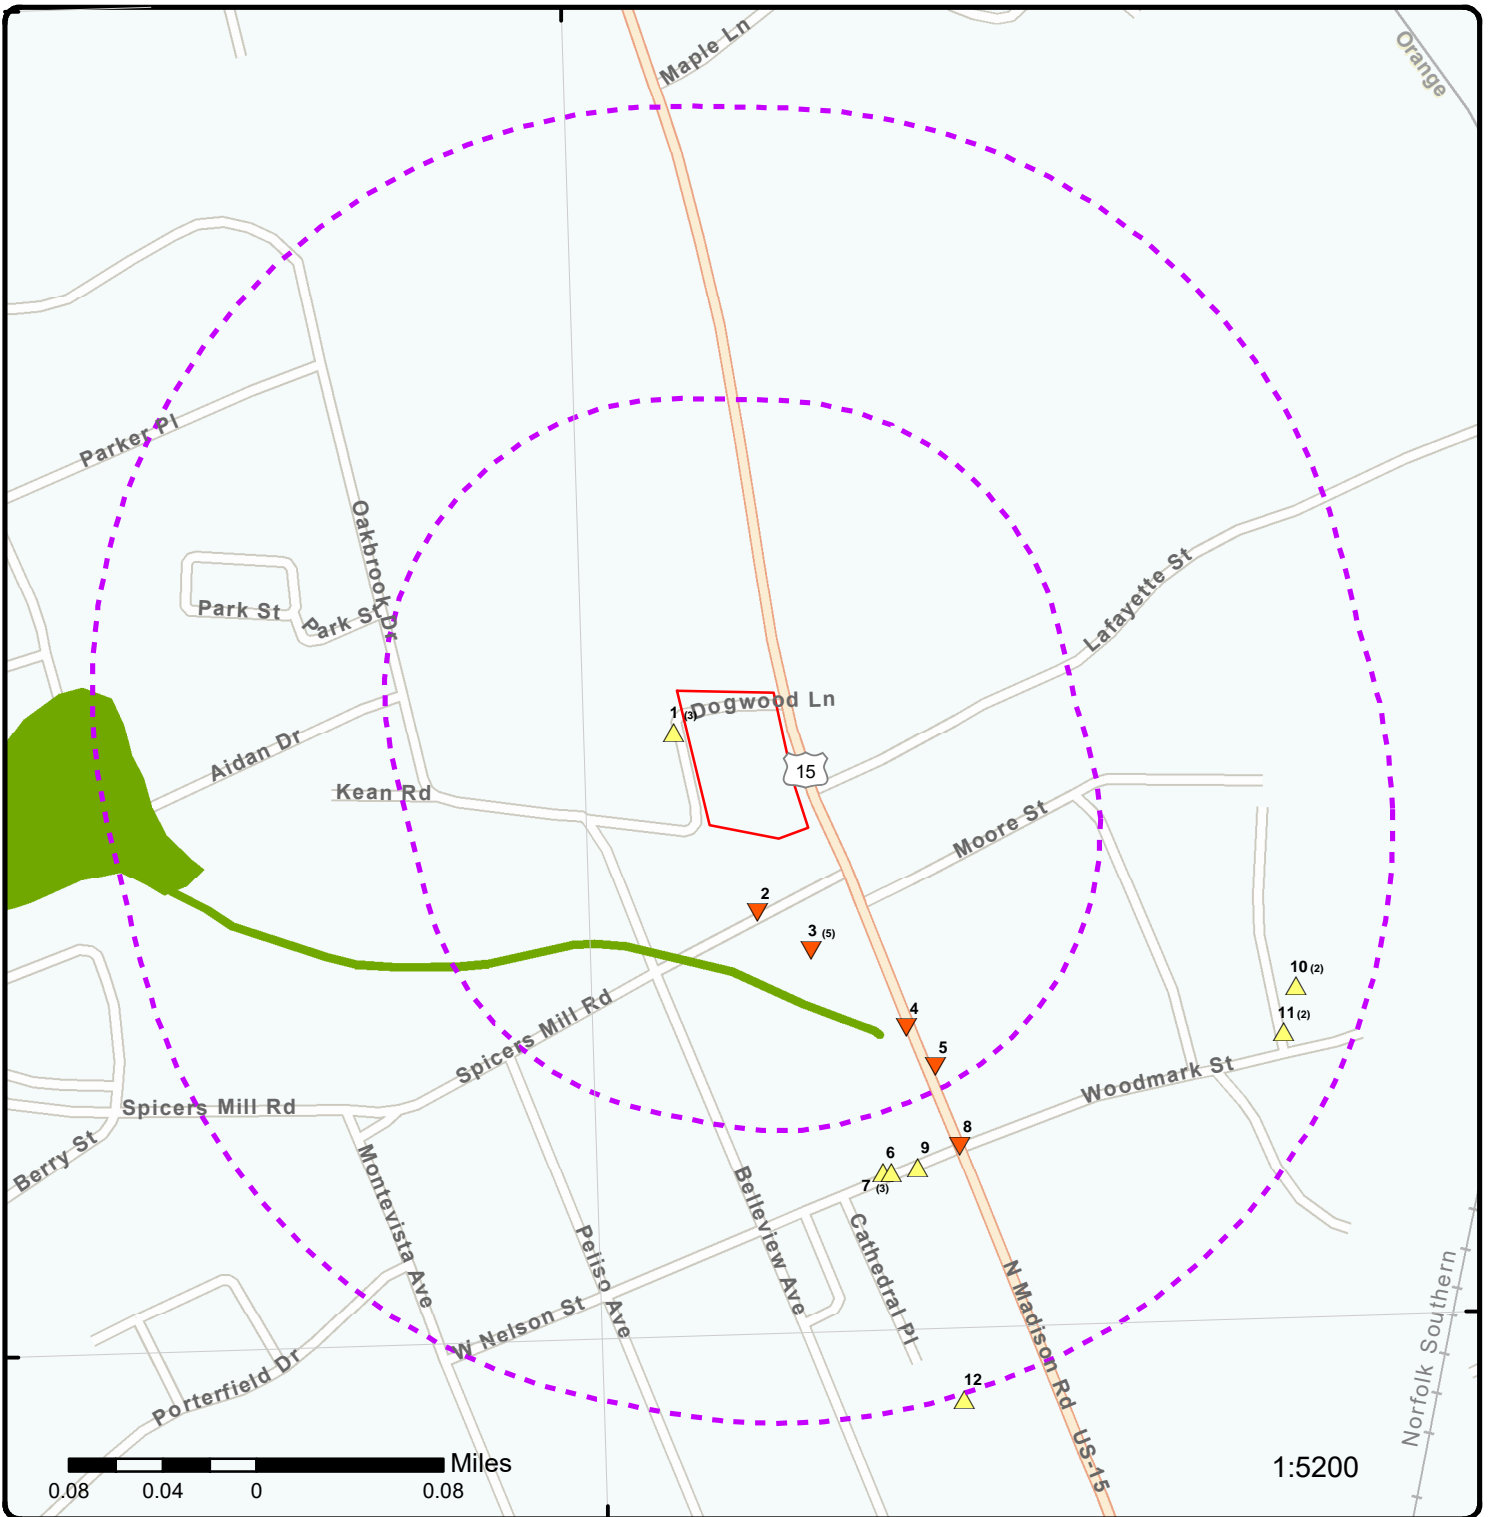 Maple Ln
Orange
Parker Pl
Oakbrook Dr
Lafayette St
Park St
Park St
1 (3)
Dogwood Ln
Aidan Dr
15
Kean Rd
Moore St
2
3 (5)
10 (2)
Spicers Mill Rd
4
11 (2)
5
Woodmark St
Spicers Mill Rd
8
Berry St
6
9
7 (3)
Montevista Ave
Peliso Ave
Belleview Ave
Cathedral Pl
N Madison Rd
US-15
Norfolk Southern
W Nelson St
Porterfield Dr
12
Miles
0.08 0.04 0 0.08
1:5200